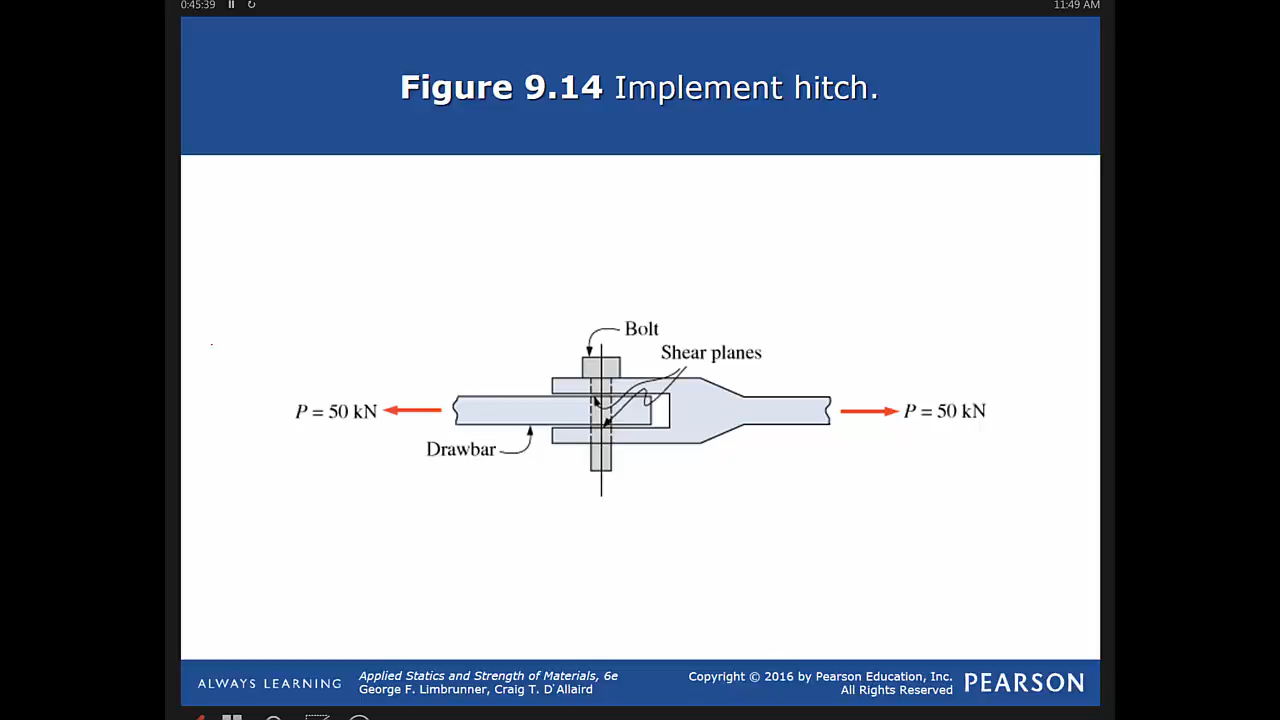 0:45:39
11:49 AM
Figure 9.14 Implement hitch.
Bolt
Shear planes
P = 50 kN
P = 50 kN
Drawbar
ALWAYS LEARNING
Applied Statics and Strength of Materials, 6e
George F. Limbrunner, Craig T. D'Allaird
Copyright © 2016 by Pearson Education, Inc.
All Rights Reserved
PEARSON